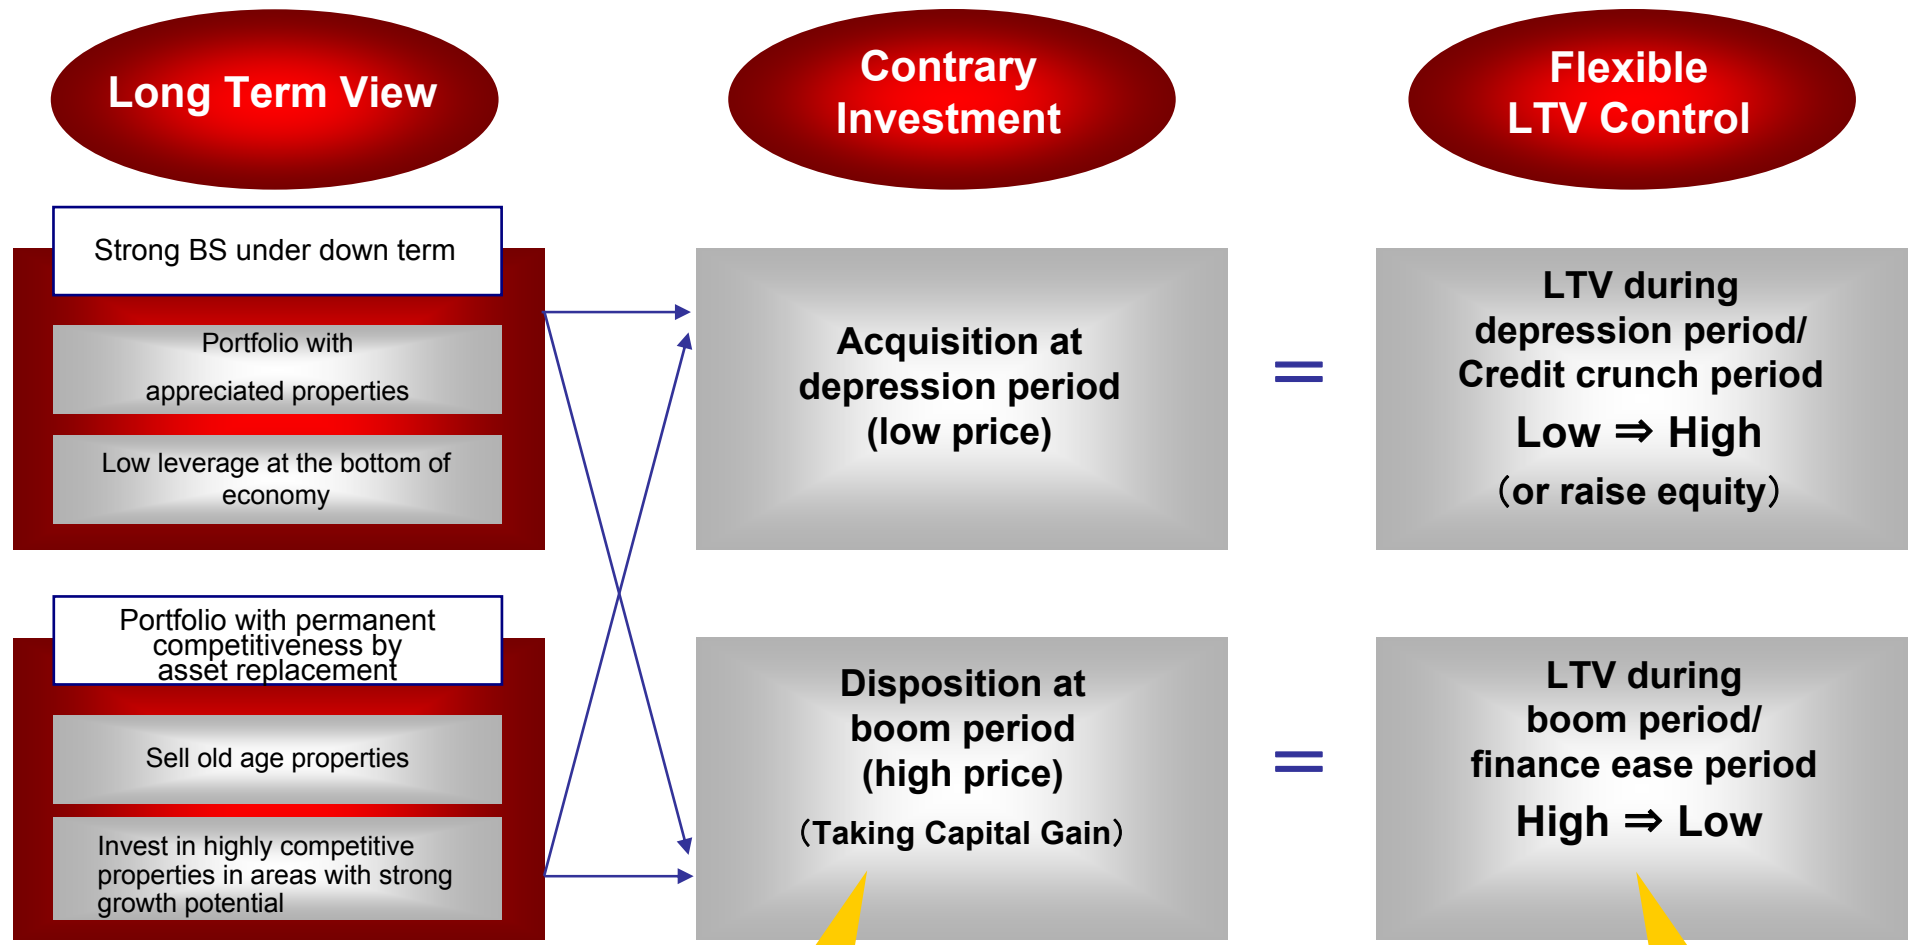 Long Term View
Contrary
Investment
Flexible
LTV Control
Strong BS under down term
Portfolio with
appreciated properties
Low leverage at the bottom of
economy
Acquisition at
depression period
(low price)
=
LTV during
depression period/
Credit crunch period
Low ⇒ High
（or raise equity）
Portfolio with permanent
competitiveness by
asset replacement
Sell old age properties
Invest in highly competitive
properties in areas with strong
growth potential
Disposition at
boom period
(high price)
（Taking Capital Gain）
=
LTV during
boom period/
finance ease period
High ⇒ Low